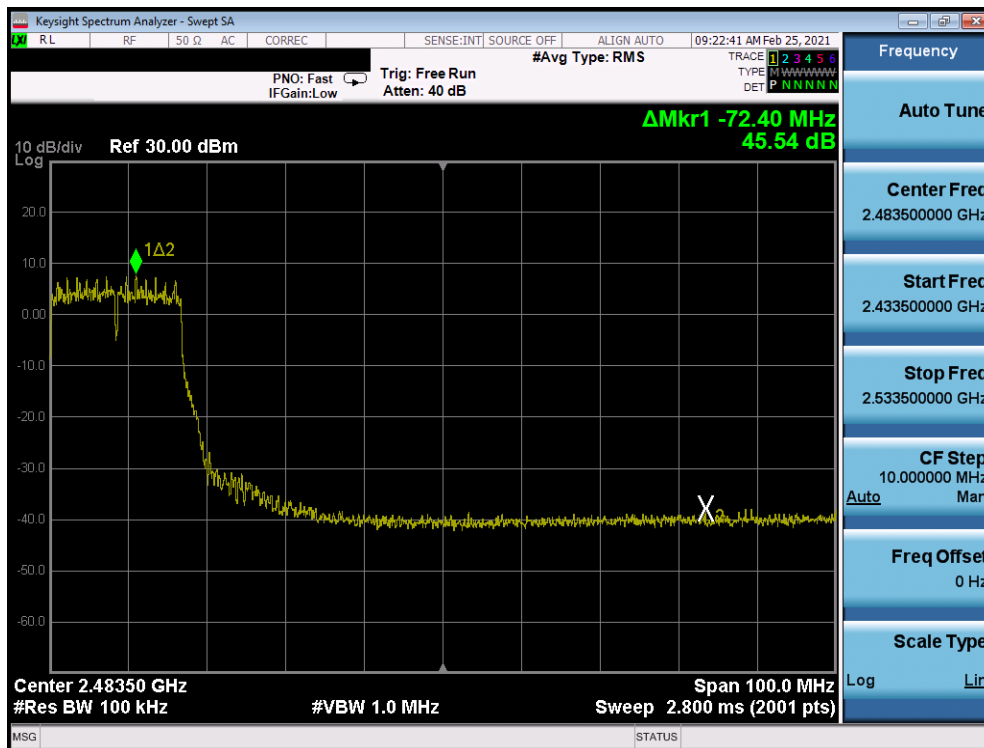 Keysight Spectrum Analyzer - Swept SA
LXI RL RF 50 Ω AC CORREC SENSE:INT SOURCE OFF ALIGN AUTO 09:22:41 AM Feb 25, 2021
#Avg Type: RMS
TRACE 1 2 3 4 5 6
PNO: Fast Trig: Free Run
TYPE M WWWWW
IFGain:Low Atten: 40 dB
DET P N N N N N
ΔMkr1 -72.40 MHz
45.54 dB
10 dB/div Ref 30.00 dBm
Log
20.0
1Δ2
10.0
0.00
-10.0
-20.0
-30.0
-40.0
-50.0
-60.0
Center 2.48350 GHz Span 100.0 MHz
#Res BW 100 kHz #VBW 1.0 MHz Sweep 2.800 ms (2001 pts)
MSG STATUS
Frequency
Auto Tune
Center Freq
2.483500000 GHz
Start Freq
2.433500000 GHz
Stop Freq
2.533500000 GHz
CF Step
10.000000 MHz
Auto Man
Freq Offset
0 Hz
Scale Type
Log Lin